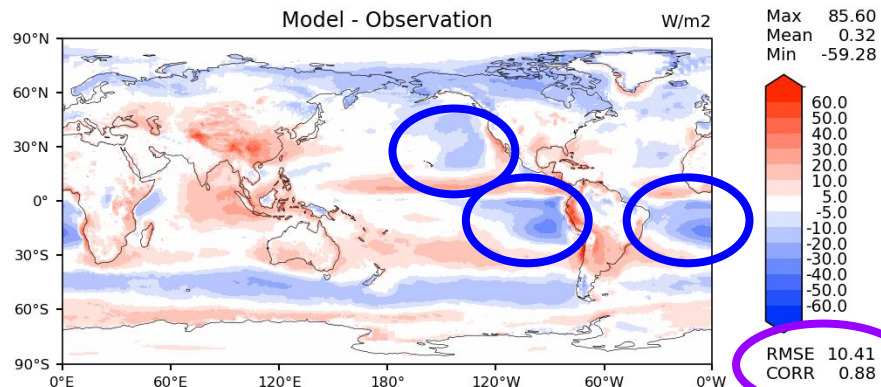 Model - Observation
W/m2
Max 85.60
Mean 0.32
Min -59.28
90°N
60°N
30°N
0°
30°S
60°S
90°S
0°E
60°E
120°E
180°
120°W
60°W
0°W
60.0
50.0
40.0
30.0
20.0
10.0
5.0
-5.0
-10.0
-20.0
-30.0
-40.0
-50.0
-60.0
RMSE 10.41
CORR 0.88